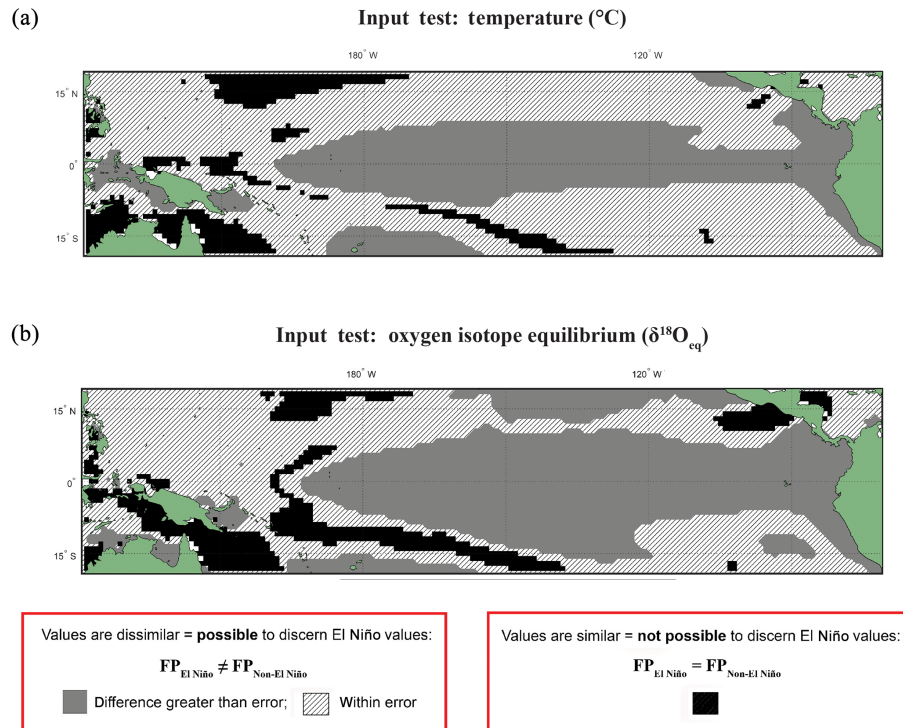 (a)
Input test: temperature (°C)
180° W 120° W
15° N
0°
15° S
(b)
Input test: oxygen isotope equilibrium (δ¹⁸Oeq)
180° W 120° W
15° N
0°
15° S
Values are dissimilar = possible to discern El Niño values:
FPEl Niño ≠ FPNon-El Niño
Difference greater than error; Within error
Values are similar = not possible to discern El Niño values:
FPEl Niño = FPNon-El Niño